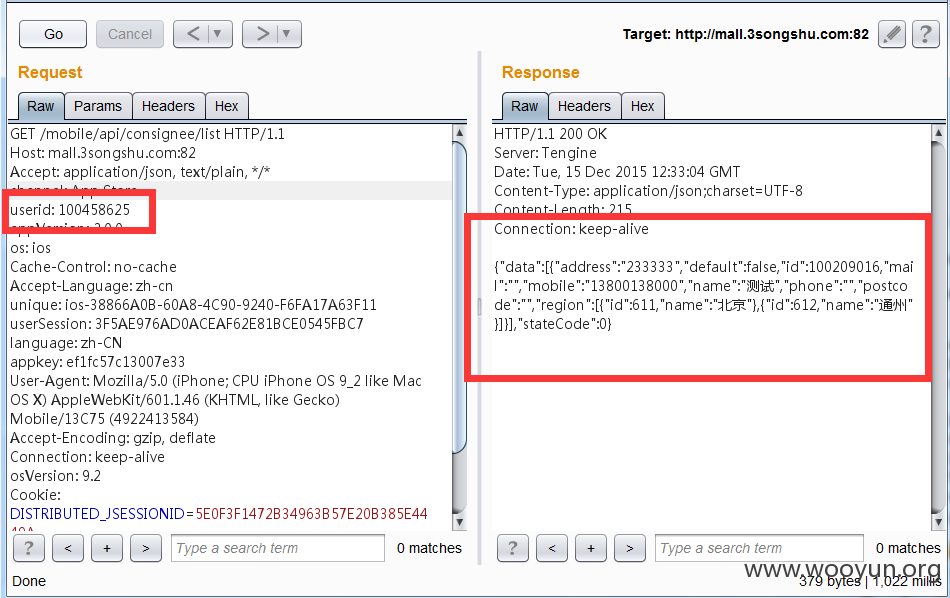 Go
Cancel
<
>
Target: http://mall.3songshu.com:82
?
Request
Raw
Params
Headers
Hex
GET /mobile/api/consignee/list HTTP/1.1
Host: mall.3songshu.com:82
Accept: application/json, text/plain, */*
channel: App Store
userid: 100458625
appVersion: 2.0.0
os: ios
Cache-Control: no-cache
Accept-Language: zh-cn
unique: ios-38866A0B-60A8-4C90-9240-F6FA17A63F11
userSession: 3F5AE976AD0ACEAF62E81BCE0545FBC7
language: zh-CN
appkey: ef1fc57c13007e33
User-Agent: Mozilla/5.0 (iPhone; CPU iPhone OS 9_2 like Mac
OS X) AppleWebKit/601.1.46 (KHTML, like Gecko)
Mobile/13C75 (4922413584)
Accept-Encoding: gzip, deflate
Connection: keep-alive
osVersion: 9.2
Cookie:
DISTRIBUTED_JSESSIONID=5E0F3F1472B34963B57E20B385E44
Response
Raw
Headers
Hex
HTTP/1.1 200 OK
Server: Tengine
Date: Tue, 15 Dec 2015 12:33:04 GMT
Content-Type: application/json;charset=UTF-8
Content-Length: 215
Connection: keep-alive
{"data":[{"address":"233333","default":false,"id":100209016,"mai
l":"","mobile":"13800138000","name":"测试","phone":"","postcod
e":"","region":[{"id":611,"name":"北京"},{"id":612,"name":"通州"
}]}],"stateCode":0}
?
<
+
>
Type a search term
0 matches
?
<
+
>
Type a search term
0 matches
Done
379 bytes | 1,022 millis
www.wooyun.org